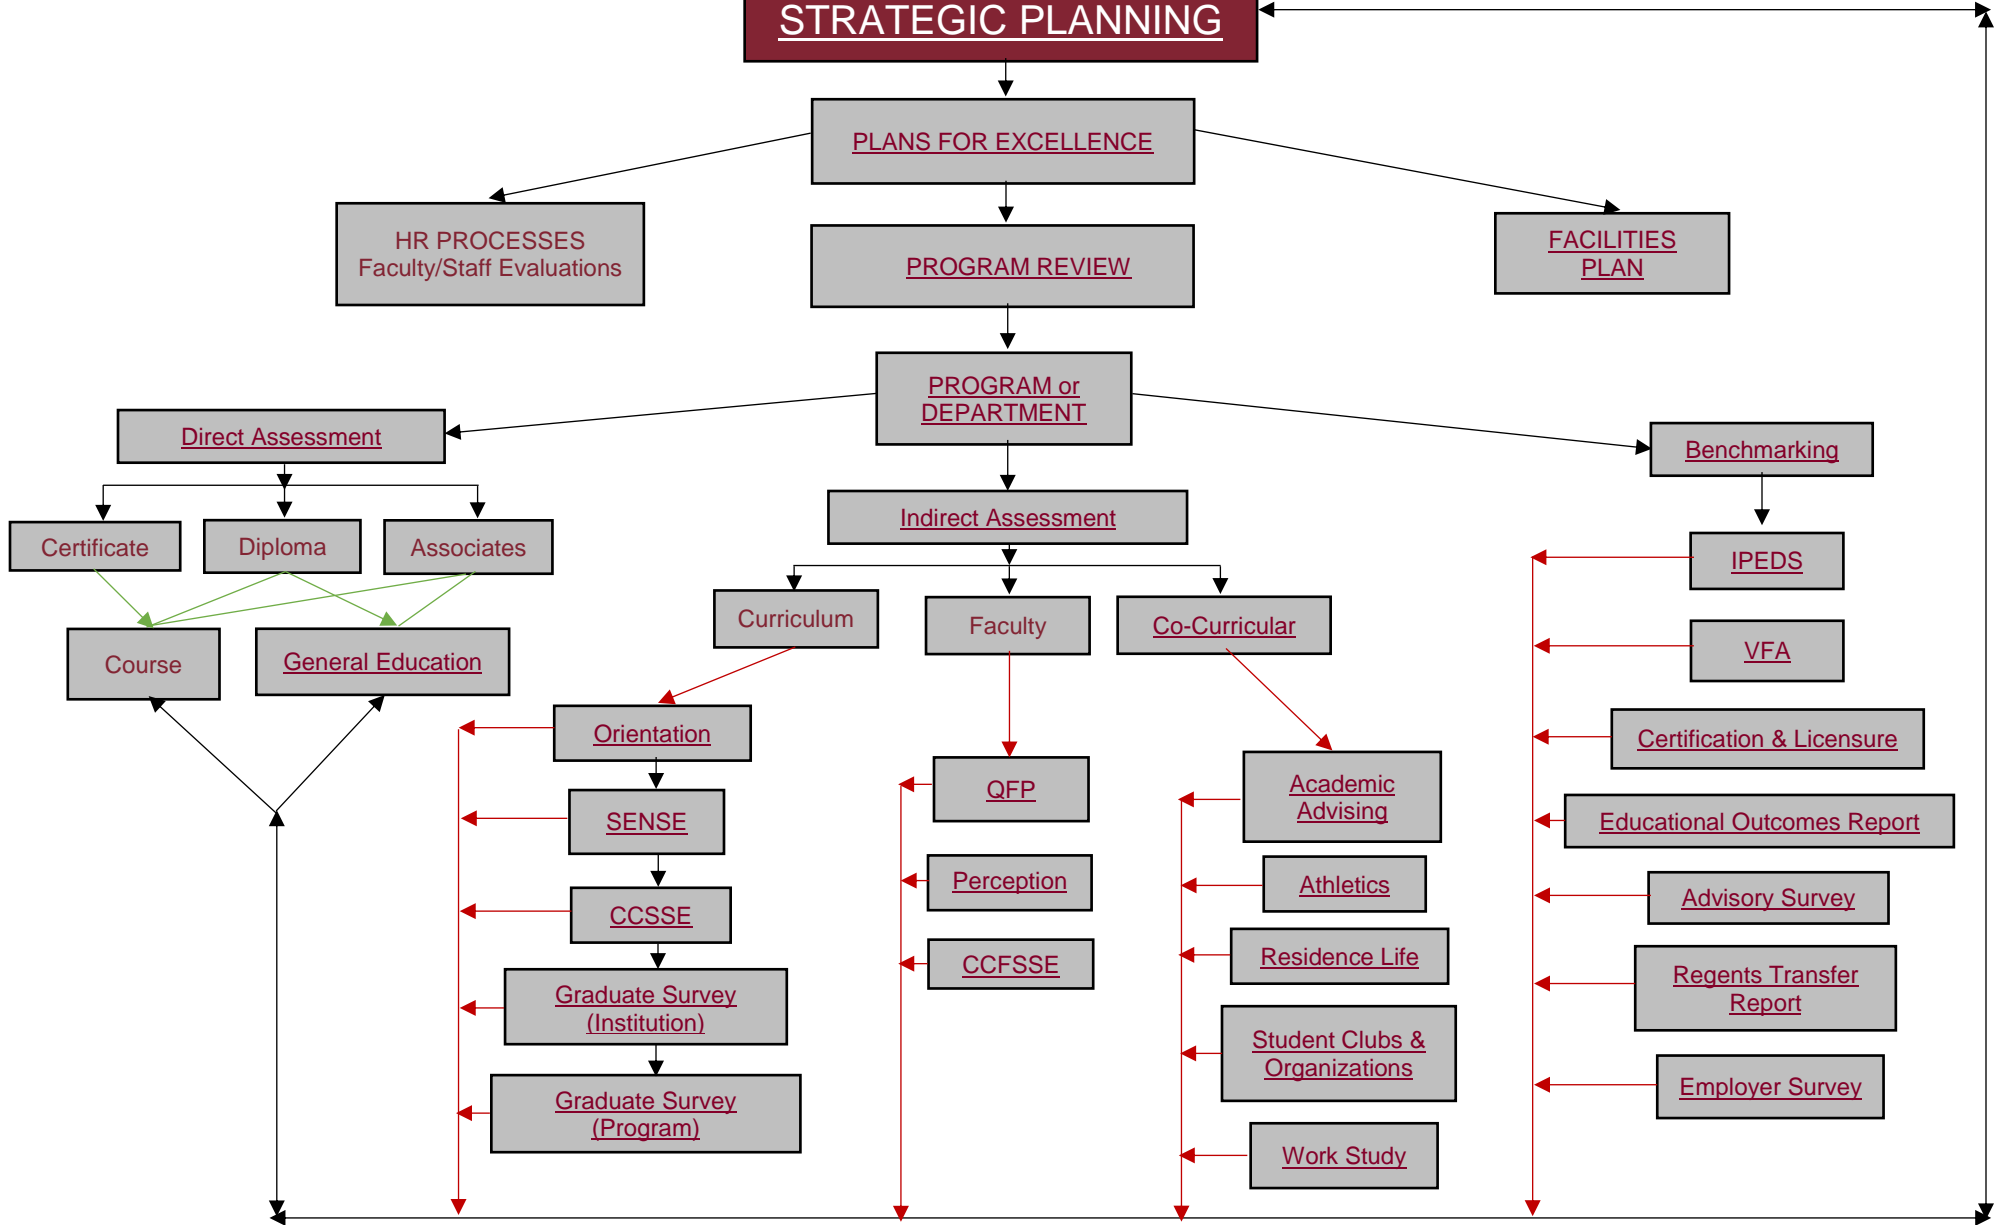 STRATEGIC PLANNING
PLANS FOR EXCELLENCE
HR PROCESSES
Faculty/Staff Evaluations
PROGRAM REVIEW
FACILITIES
PLAN
PROGRAM or
DEPARTMENT
Direct Assessment
Benchmarking
Indirect Assessment
Certificate
Diploma
Associates
IPEDS
Curriculum
Faculty
Co-Curricular
Course
General Education
VFA
Orientation
Certification & Licensure
QFP
Academic
Advising
SENSE
Educational Outcomes Report
Perception
Athletics
Advisory Survey
CCSSE
CCFSSE
Residence Life
Regents Transfer
Report
Graduate Survey
(Institution)
Student Clubs &
Organizations
Employer Survey
Graduate Survey
(Program)
Work Study